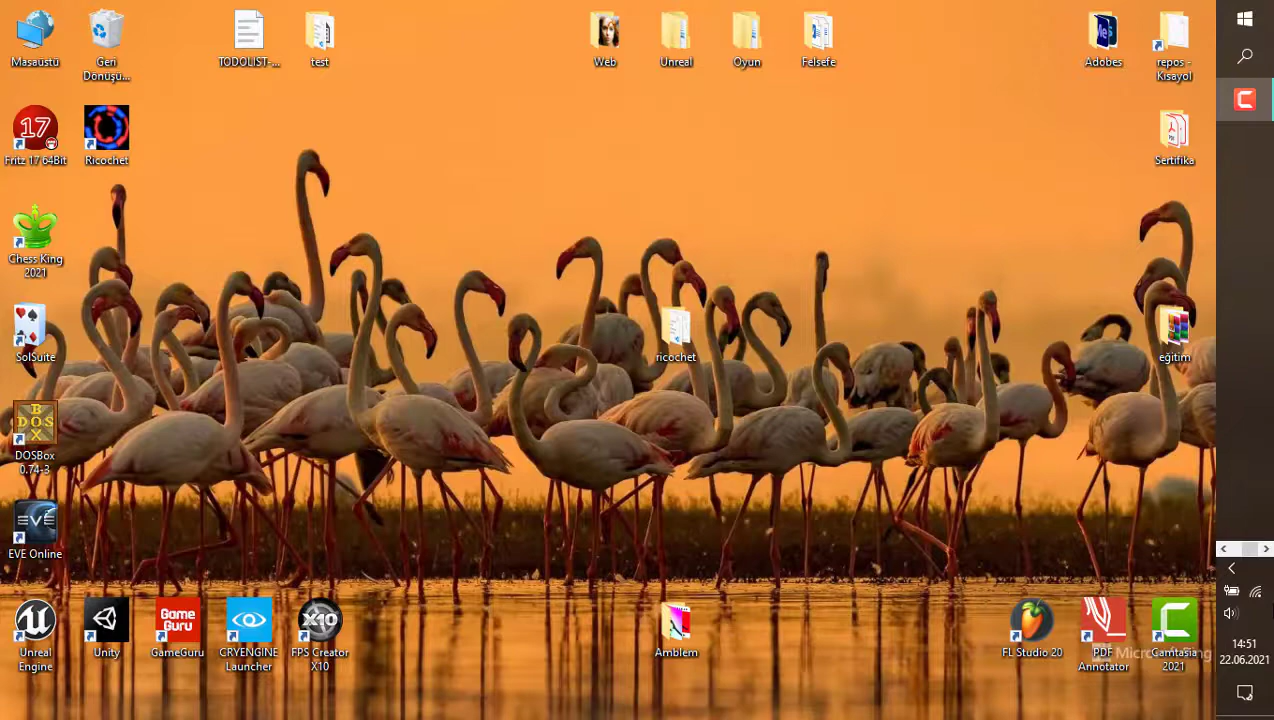 Masaüstü
Geri
Dönüşü...
TODOLIST-...
test
Web
Unreal
Oyun
Felsefe
Adobes
repos -
Kısayol
17
Fritz 17 64Bit
Ricochet
Sertifika
Chess King
2021
SolSuite
ricochet
eğitim
DOSBox
0.74-3
EVE
EVE Online
Unreal
Engine
Unity
Game
Guru
GameGuru
CRYENGINE
Launcher
X10
FPS Creator
X10
Amblem
FL Studio 20
PDF
Annotator
Camtasia
2021
14:51
22.06.2021